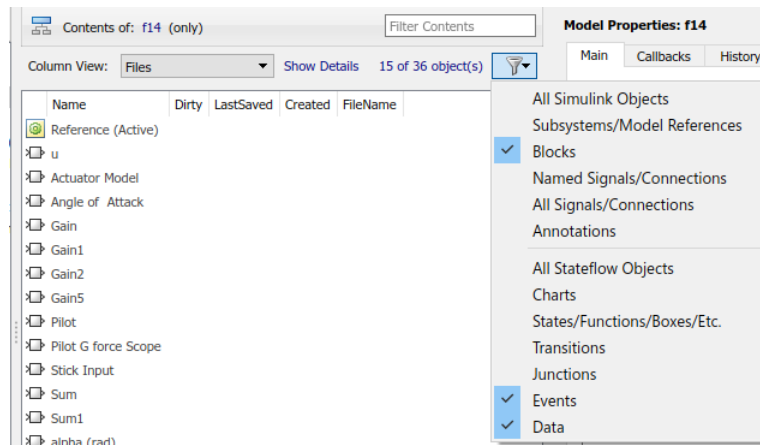 Contents of: f14 (only)
Filter Contents
Column View: Files
Show Details
15 of 36 object(s)
Name Dirty LastSaved Created FileName
Reference (Active)
u
Actuator Model
Angle of Attack
Gain
Gain1
Gain2
Gain5
Pilot
Pilot G force Scope
Stick Input
Sum
Sum1
alpha (rad)
Model Properties: f14
Main Callbacks History
All Simulink Objects
Subsystems/Model References
Blocks
Named Signals/Connections
All Signals/Connections
Annotations
All Stateflow Objects
Charts
States/Functions/Boxes/Etc.
Transitions
Junctions
Events
Data